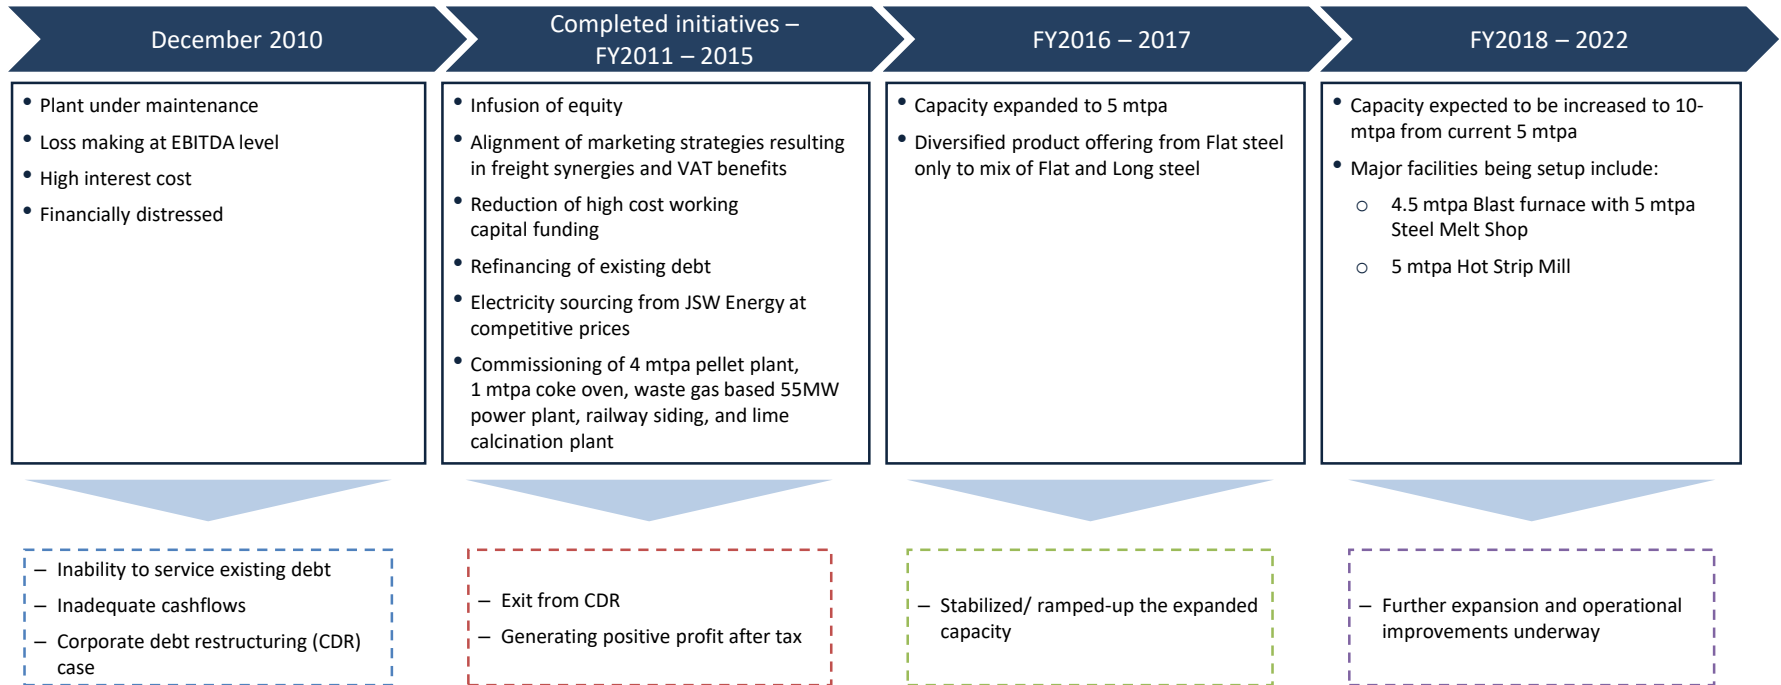 December 2010
Completed initiatives –
FY2011 – 2015
FY2016 – 2017
FY2018 – 2022
• Plant under maintenance
• Loss making at EBITDA level
• High interest cost
• Financially distressed
• Infusion of equity
• Alignment of marketing strategies resulting
in freight synergies and VAT benefits
• Reduction of high cost working
capital funding
• Refinancing of existing debt
• Electricity sourcing from JSW Energy at
competitive prices
• Commissioning of 4 mtpa pellet plant,
1 mtpa coke oven, waste gas based 55MW
power plant, railway siding, and lime
calcination plant
• Capacity expanded to 5 mtpa
• Diversified product offering from Flat steel
only to mix of Flat and Long steel
• Capacity expected to be increased to 10-
mtpa from current 5 mtpa
• Major facilities being setup include:
o 4.5 mtpa Blast furnace with 5 mtpa
Steel Melt Shop
o 5 mtpa Hot Strip Mill
– Inability to service existing debt
– Inadequate cashflows
– Corporate debt restructuring (CDR)
case
– Exit from CDR
– Generating positive profit after tax
– Stabilized/ ramped-up the expanded
capacity
– Further expansion and operational
improvements underway